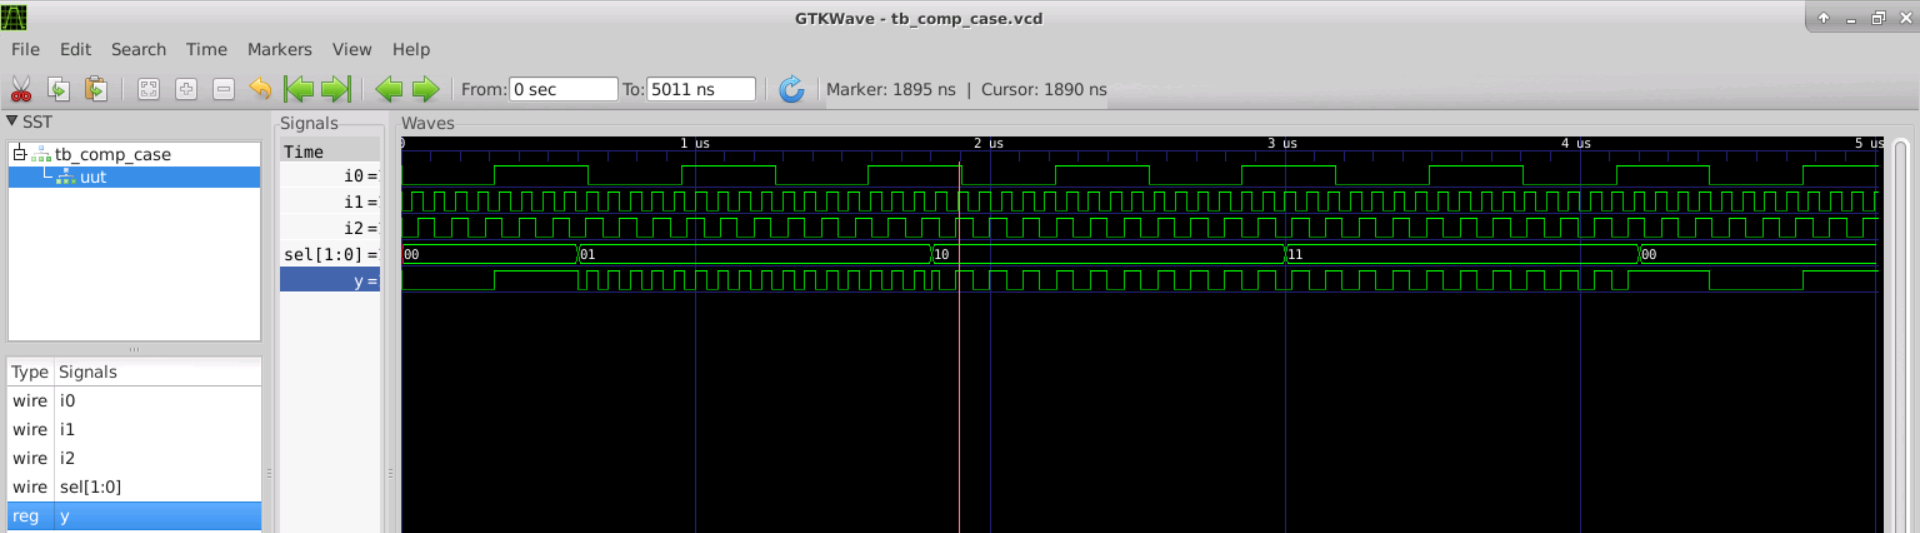 GTKWave - tb_comp_case.vcd
File Edit Search Time Markers View Help
From: 0 sec To: 5011 ns Marker: 1895 ns | Cursor: 1890 ns
SST
tb_comp_case
uut
Type Signals
wire i0
wire i1
wire i2
wire sel[1:0]
reg y
Signals
Time
i0 =
i1 =
i2 =
sel[1:0] =
y =
Waves
0 1 us 2 us 3 us 4 us 5 us
00 01 10 11 00